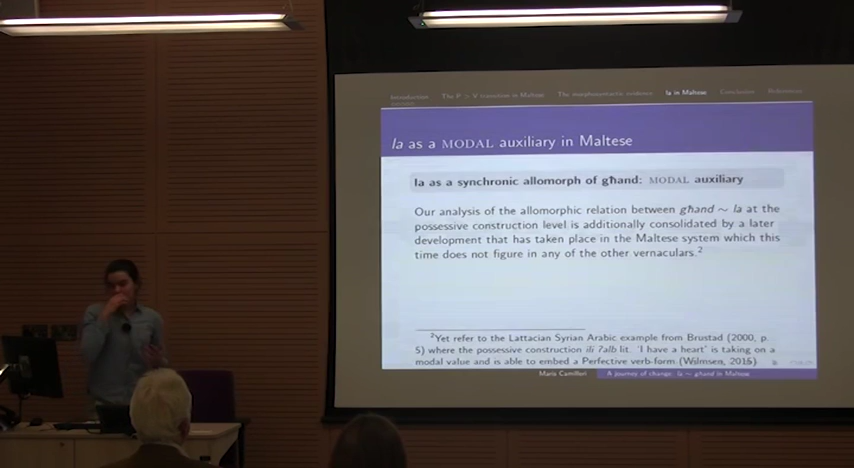 Introduction The P > V transition in Maltese The morphosyntactic evidence la in Maltese Conclusion References
la as a MODAL auxiliary in Maltese
la as a synchronic allomorph of għand: MODAL auxiliary
Our analysis of the allomorphic relation between għand ~ la at the
possessive construction level is additionally consolidated by a later
development that has taken place in the Maltese system which this
time does not figure in any of the other vernaculars.2
2Yet refer to the Lattacian Syrian Arabic example from Brustad (2000, p.
5) where the possessive construction ili ʔalb lit. 'I have a heart' is taking on a
modal value and is able to embed a Perfective verb-form (Wilmsen, 2015)
Maris Camilleri A journey of change: la ~ għand in Maltese